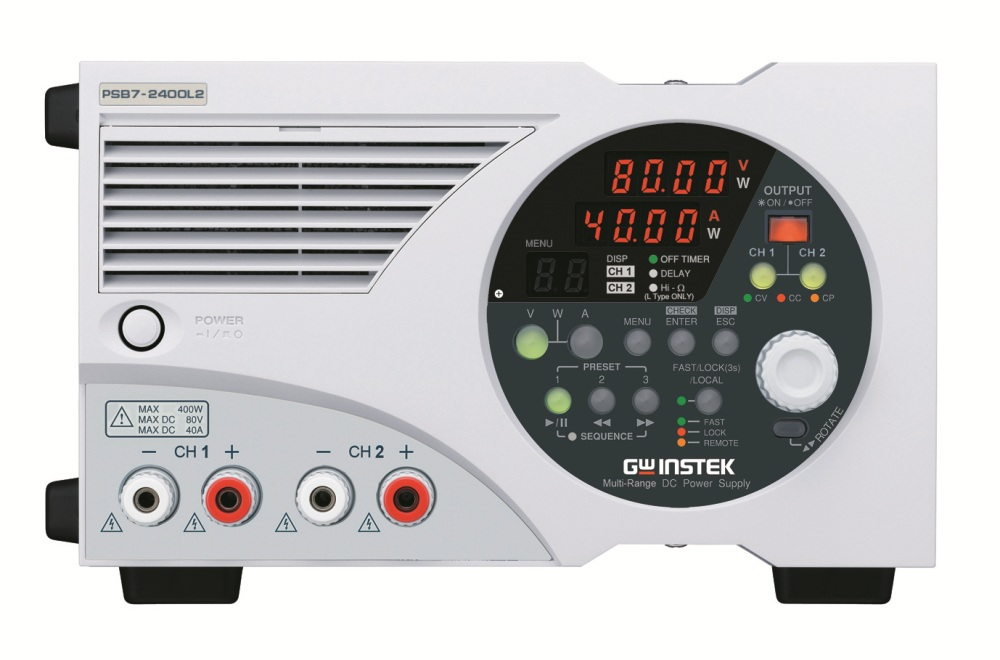 PSB7-2400L2
80.00 V
W
40.00 A
W
MENU
88
DISP
CH 1
CH 2
OFF TIMER
DELAY
Hi - Ω
(L Type ONLY)
OUTPUT
✳ON / ●OFF
CH 1 CH 2
CV CC CP
POWER
V W A
MENU
CHECK
ENTER
DISP
ESC
PRESET
1 2 3
▶/II ◀◀ ▶▶
SEQUENCE
FAST/LOCK(3s)
/LOCAL
FAST
LOCK
REMOTE
◀▶ROTATE
GWINSTEK
Multi-Range DC Power Supply
MAX 400W
MAX DC 80V
MAX DC 40A
− CH 1 +
− CH 2 +